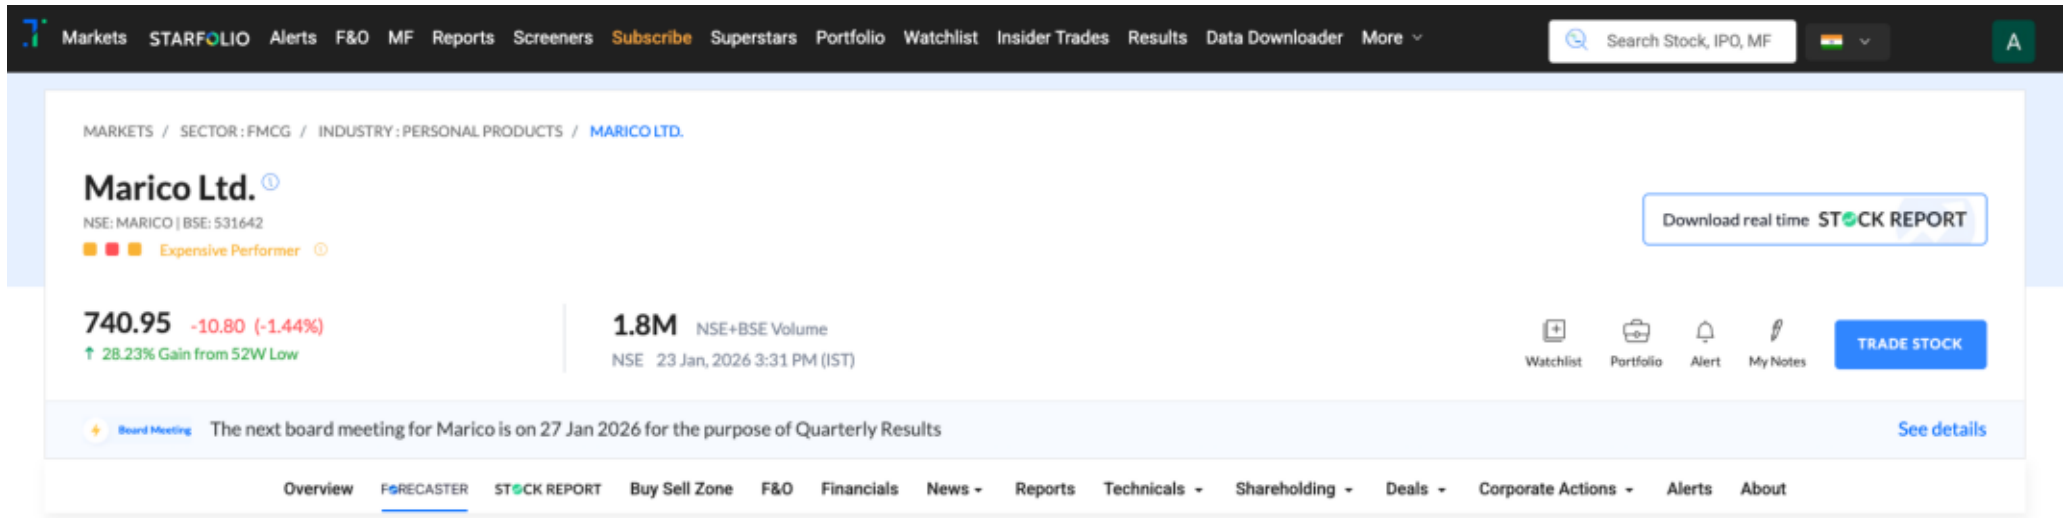 Markets STARFOLIO Alerts F&O MF Reports Screeners Subscribe Superstars Portfolio Watchlist Insider Trades Results Data Downloader More Search Stock, IPO, MF A
MARKETS / SECTOR : FMCG / INDUSTRY : PERSONAL PRODUCTS / MARICO LTD.
Marico Ltd.
NSE: MARICO | BSE: 531642
Expensive Performer
Download real time STOCK REPORT
740.95 -10.80 (-1.44%)
↑ 28.23% Gain from 52W Low
1.8M NSE+BSE Volume
NSE 23 Jan, 2026 3:31 PM (IST)
Watchlist Portfolio Alert My Notes TRADE STOCK
Board Meeting The next board meeting for Marico is on 27 Jan 2026 for the purpose of Quarterly Results See details
Overview FORECASTER STOCK REPORT Buy Sell Zone F&O Financials News Reports Technicals Shareholding Deals Corporate Actions Alerts About